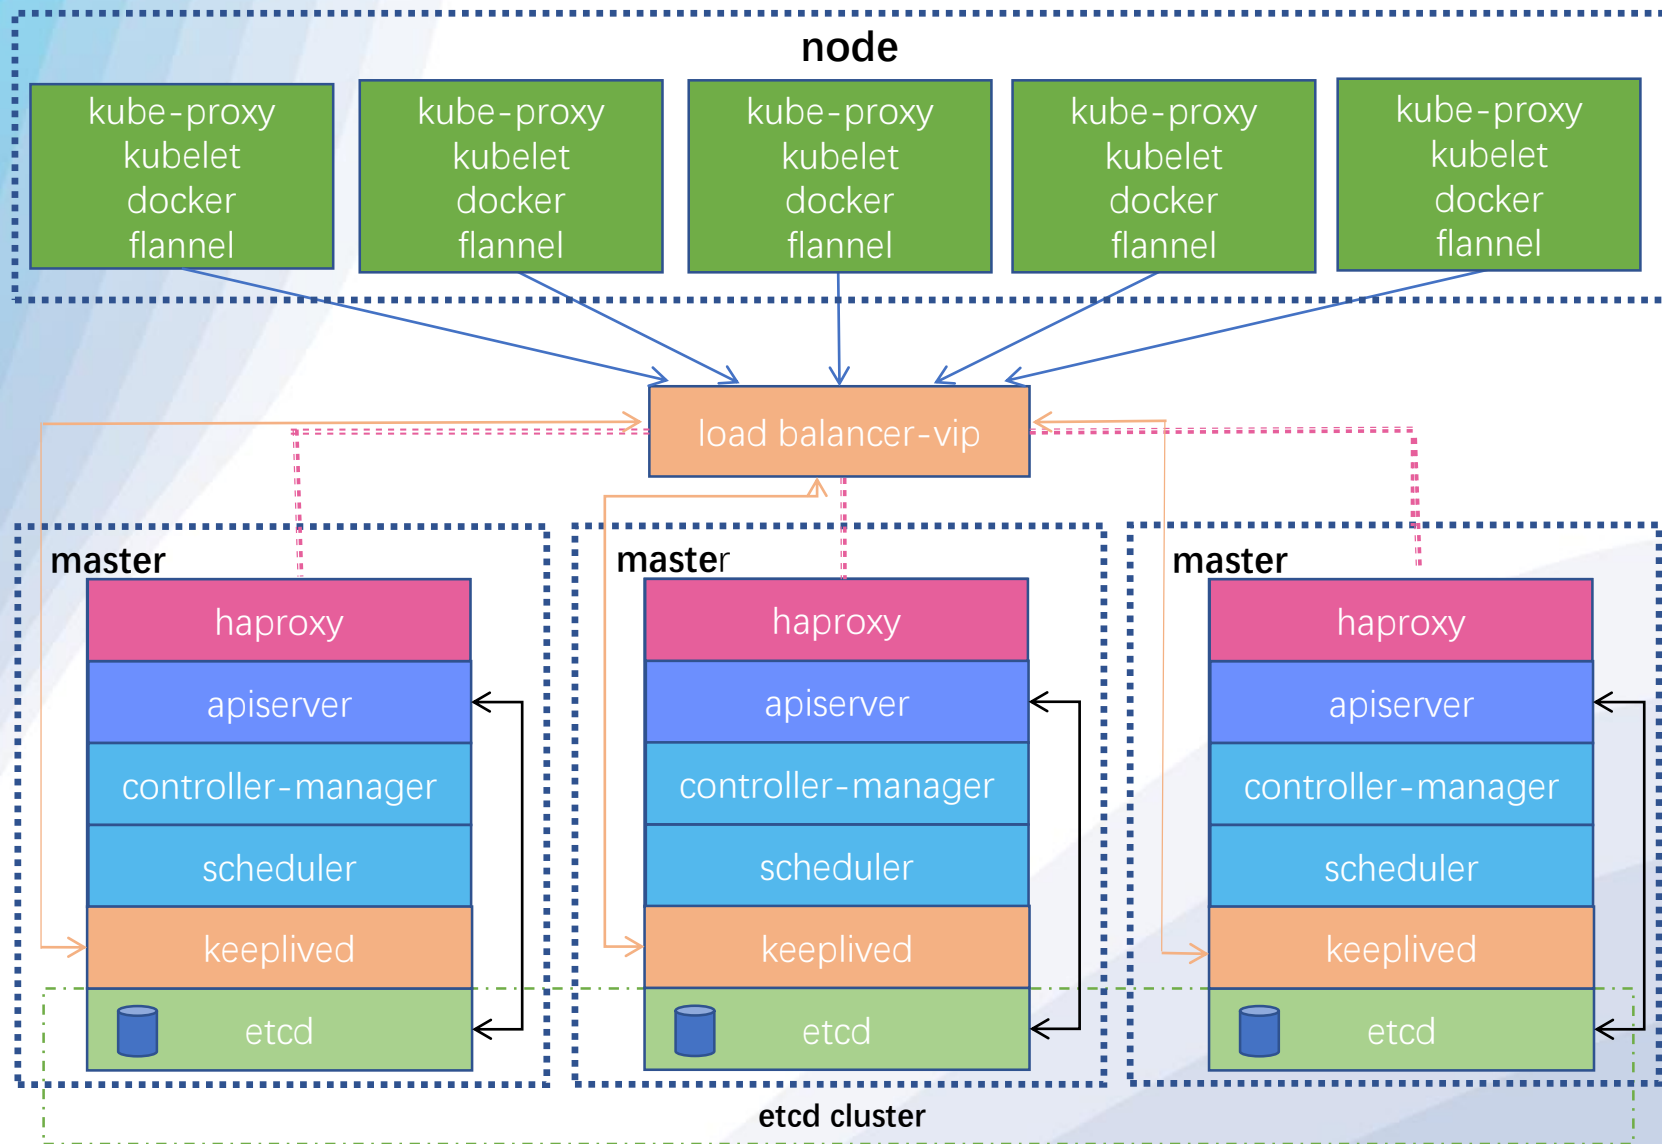 node
kube-proxy
kubelet
docker
flannel
kube-proxy
kubelet
docker
flannel
kube-proxy
kubelet
docker
flannel
kube-proxy
kubelet
docker
flannel
kube-proxy
kubelet
docker
flannel
load balancer-vip
master
haproxy
apiserver
controller-manager
scheduler
keeplived
etcd
master
haproxy
apiserver
controller-manager
scheduler
keeplived
etcd
master
haproxy
apiserver
controller-manager
scheduler
keeplived
etcd
etcd cluster